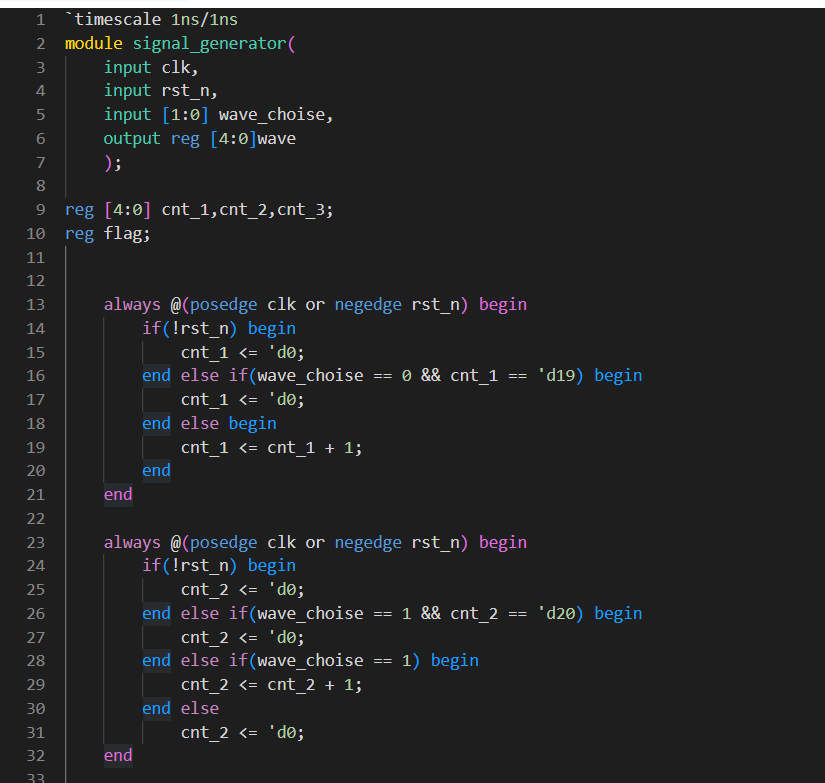 1 `timescale 1ns/1ns
2 module signal_generator(
3 input clk,
4 input rst_n,
5 input [1:0] wave_choise,
6 output reg [4:0]wave
7 );
8
9 reg [4:0] cnt_1,cnt_2,cnt_3;
10 reg flag;
11
12
13 always @(posedge clk or negedge rst_n) begin
14 if(!rst_n) begin
15 cnt_1 <= 'd0;
16 end else if(wave_choise == 0 && cnt_1 == 'd19) begin
17 cnt_1 <= 'd0;
18 end else begin
19 cnt_1 <= cnt_1 + 1;
20 end
21 end
22
23 always @(posedge clk or negedge rst_n) begin
24 if(!rst_n) begin
25 cnt_2 <= 'd0;
26 end else if(wave_choise == 1 && cnt_2 == 'd20) begin
27 cnt_2 <= 'd0;
28 end else if(wave_choise == 1) begin
29 cnt_2 <= cnt_2 + 1;
30 end else
31 cnt_2 <= 'd0;
32 end
33